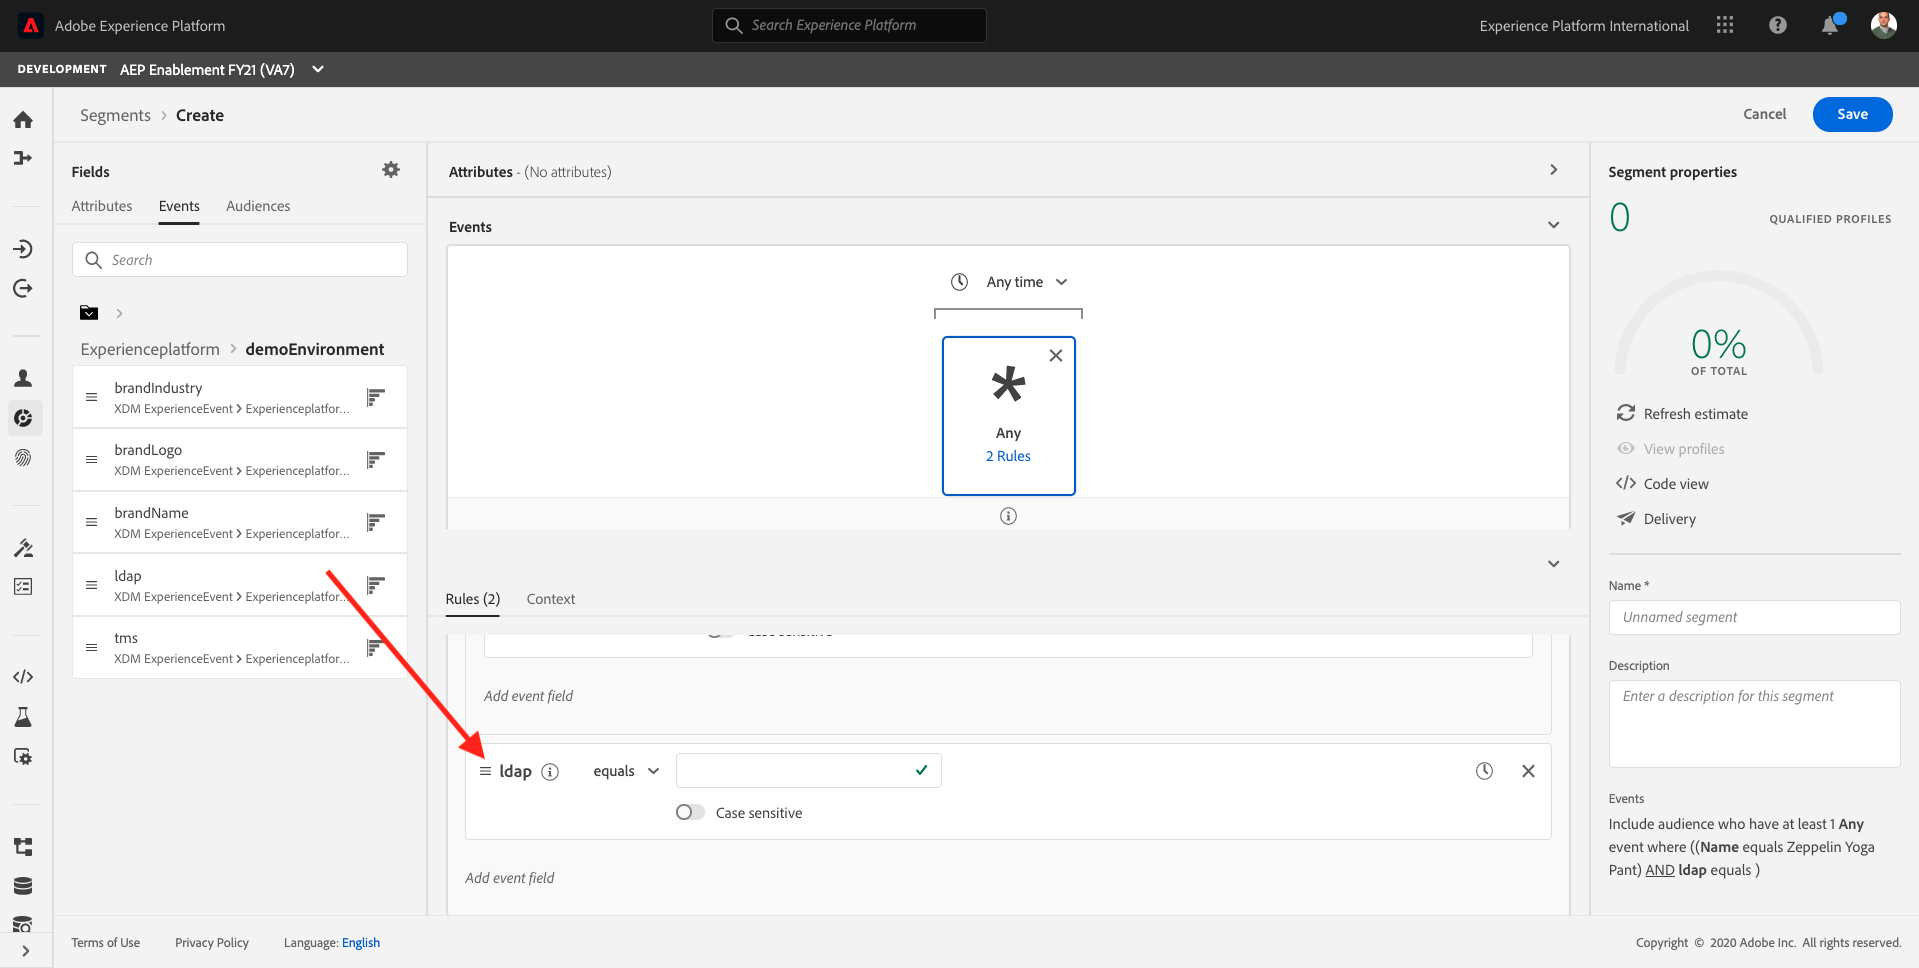 Adobe Experience Platform
Search Experience Platform
Experience Platform International
DEVELOPMENT AEP Enablement FY21 (VA7)
Segments > Create
Cancel
Save
Fields
Attributes
Events
Audiences
Search
Experienceplatform > demoEnvironment
brandIndustry
XDM ExperienceEvent > Experienceplatfor...
brandLogo
XDM ExperienceEvent > Experienceplatfor...
brandName
XDM ExperienceEvent > Experienceplatfor...
ldap
XDM ExperienceEvent > Experienceplatfor...
tms
XDM ExperienceEvent > Experienceplatfor...
Attributes - (No attributes)
Events
Any time
Any
2 Rules
Rules (2)
Context
Case sensitive
Add event field
ldap
equals
Case sensitive
Add event field
Segment properties
0
QUALIFIED PROFILES
0%
OF TOTAL
Refresh estimate
View profiles
Code view
Delivery
Name *
Unnamed segment
Description
Enter a description for this segment
Events
Include audience who have at least 1 Any
event where ((Name equals Zeppelin Yoga
Pant) AND ldap equals )
Terms of Use
Privacy Policy
Language: English
Copyright © 2020 Adobe Inc. All rights reserved.